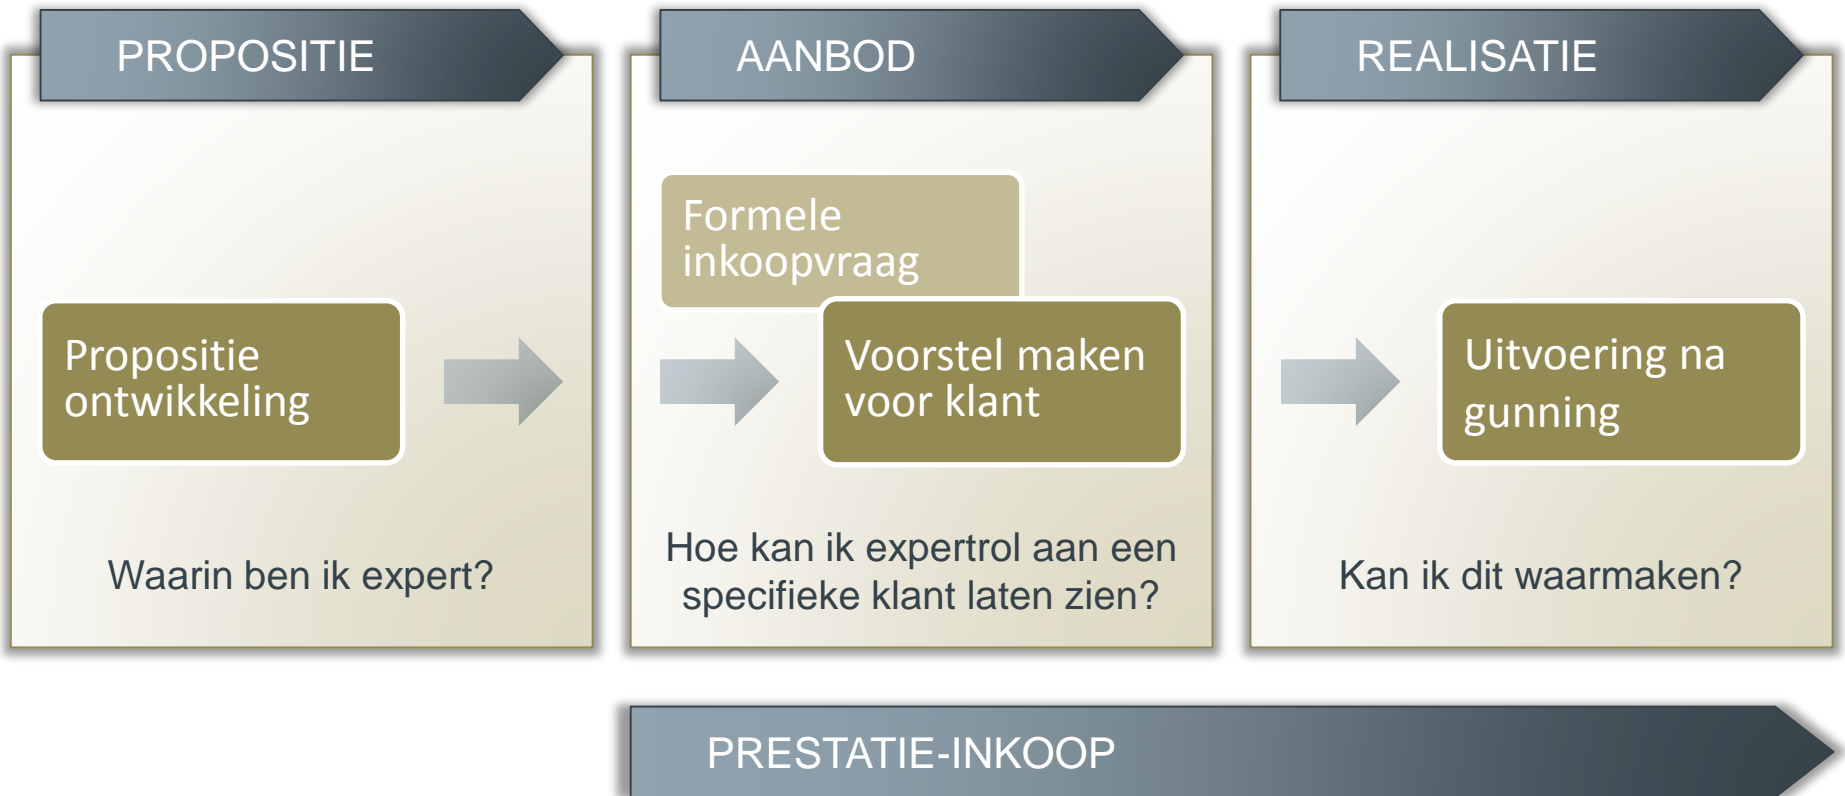 PROPOSITIE
Propositie
ontwikkeling
Waarin ben ik expert?
AANBOD
Formele
inkoopvraag
Voorstel maken
voor klant
Hoe kan ik expertrol aan een
specifieke klant laten zien?
REALISATIE
Uitvoering na
gunning
Kan ik dit waarmaken?
PRESTATIE-INKOOP